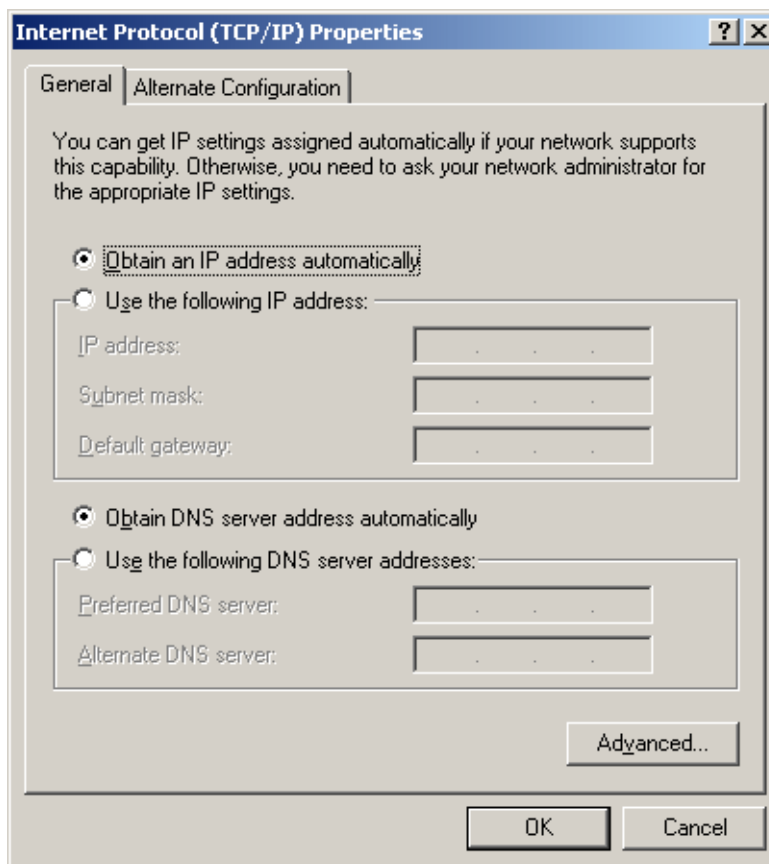 Internet Protocol (TCP/IP) Properties
General
Alternate Configuration
You can get IP settings assigned automatically if your network supports
this capability. Otherwise, you need to ask your network administrator for
the appropriate IP settings.
Obtain an IP address automatically
Use the following IP address:
IP address:
Subnet mask:
Default gateway:
Obtain DNS server address automatically
Use the following DNS server addresses:
Preferred DNS server:
Alternate DNS server:
Advanced...
OK
Cancel